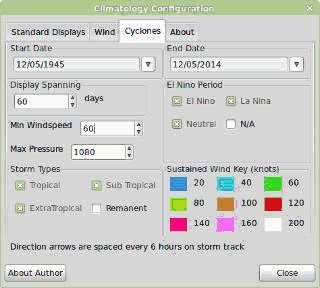 Climatology Configuration
Standard Displays Wind Cyclones About
Start Date End Date
12/05/1945 12/05/2014
Display Spanning El Nino Period
60 days El Nino La Nina
Neutral N/A
Min Windspeed 60
Max Pressure 1080
Storm Types Sustained Wind Key (knots)
Tropical Sub Tropical 20 40 60
ExtraTropical Remanent 80 100 120
140 160 200
Direction arrows are spaced every 6 hours on storm track
About Author Close